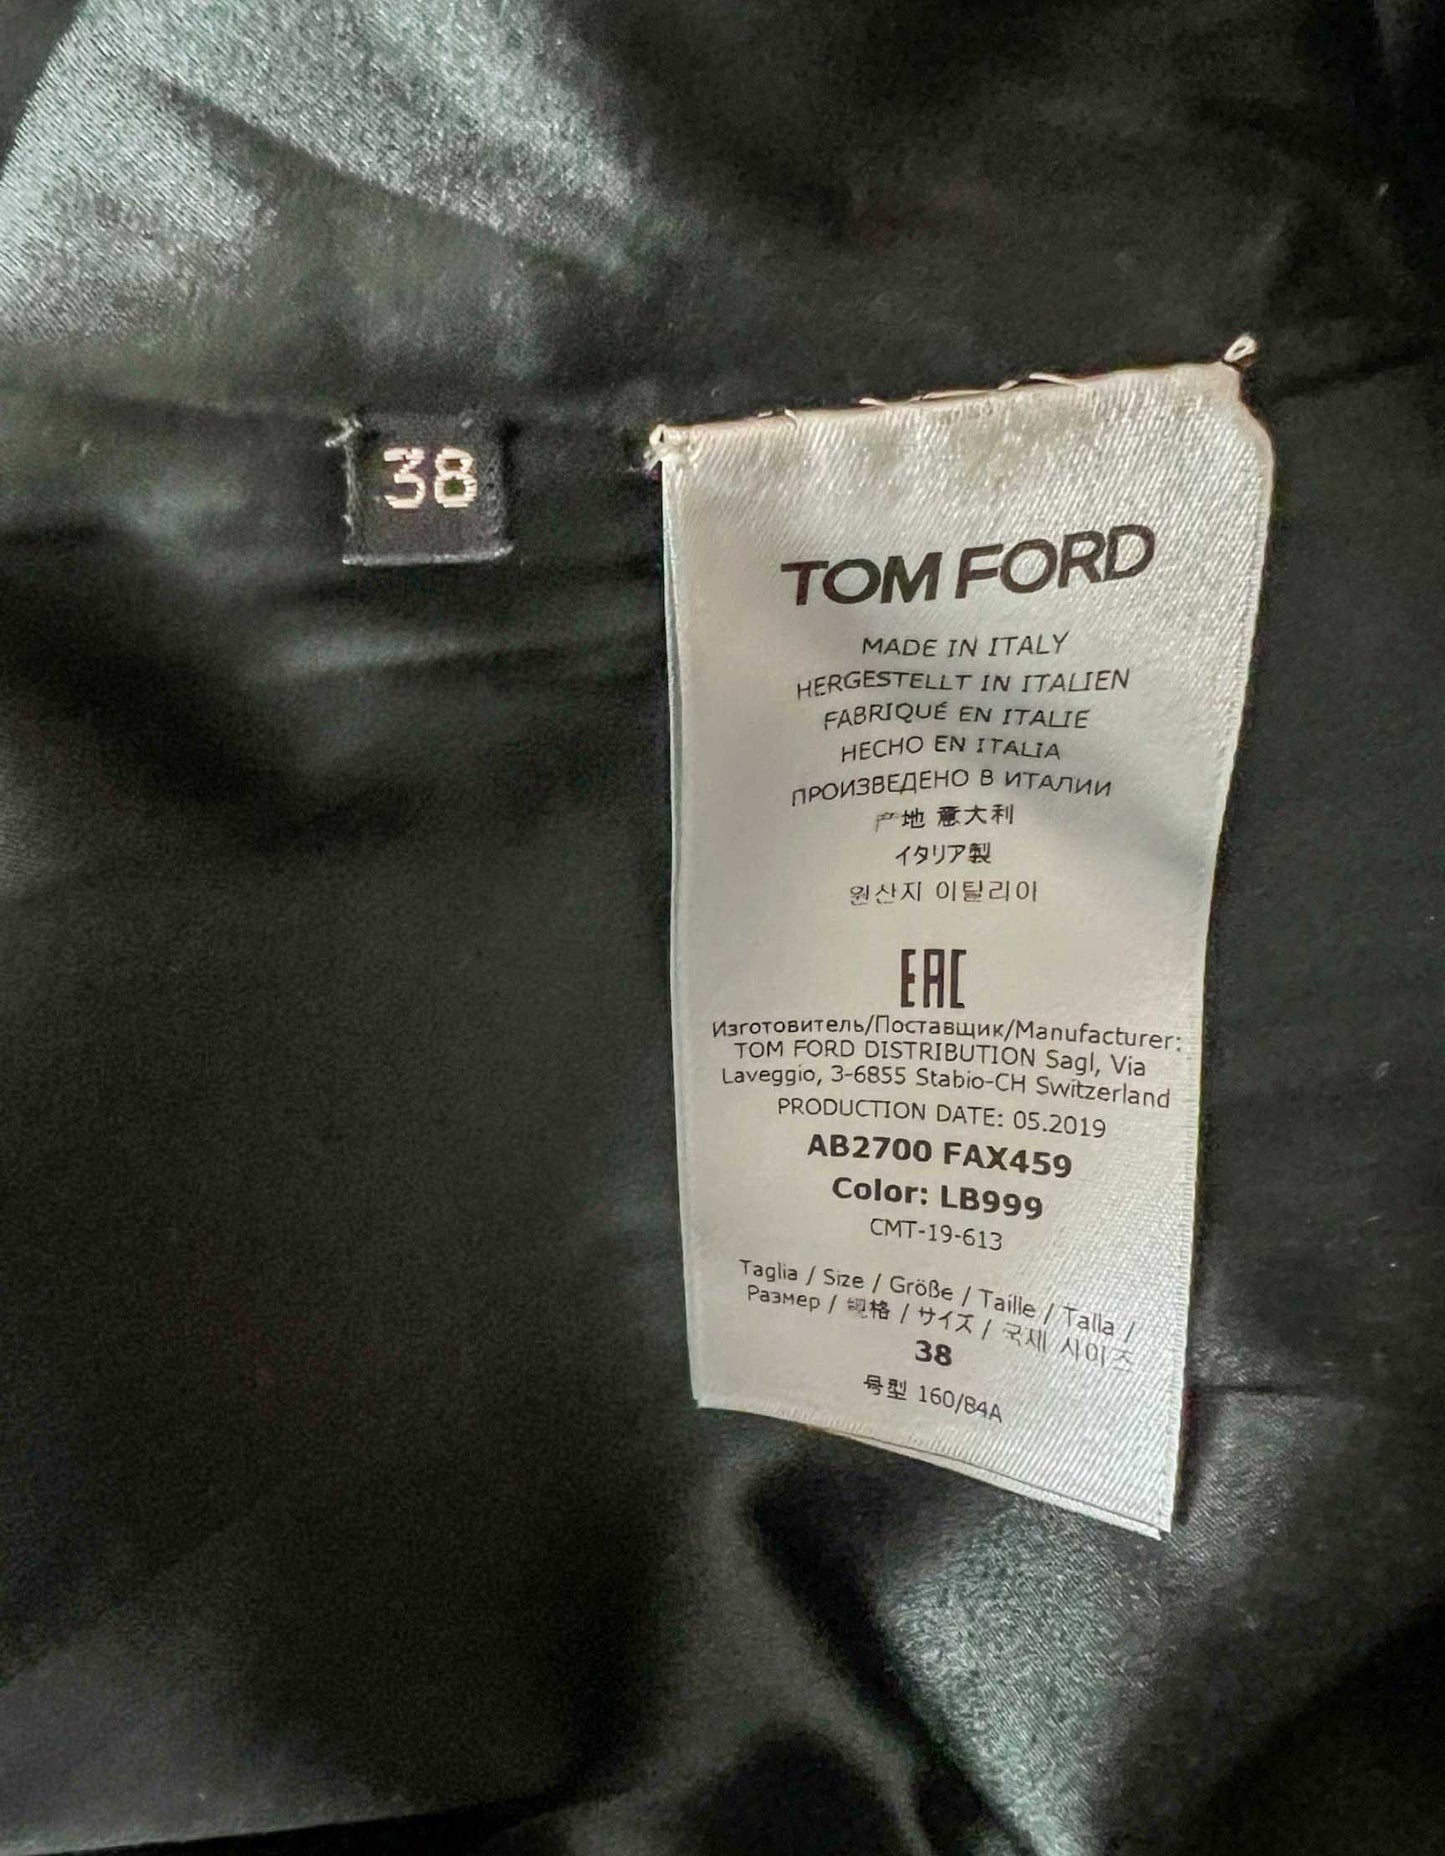 38
TOM FORD
MADE IN ITALY
HERGESTELLT IN ITALIEN
FABRIQUÉ EN ITALIE
HECHO EN ITALIA
ПРОИЗВЕДЕНО В ИТАЛИИ
产地 意大利
イタリア製
원산지 이탈리아
EAC
Изготовитель/Поставщик/Manufacturer:
TOM FORD DISTRIBUTION Sagl, Via
Laveggio, 3-6855 Stabio-CH Switzerland
PRODUCTION DATE: 05.2019
AB2700 FAX459
Color: LB999
CMT-19-613
Taglia / Size / Größe / Taille / Talla /
Размер / 规格 / サイズ / 국제 사이즈
38
号型 160/84A